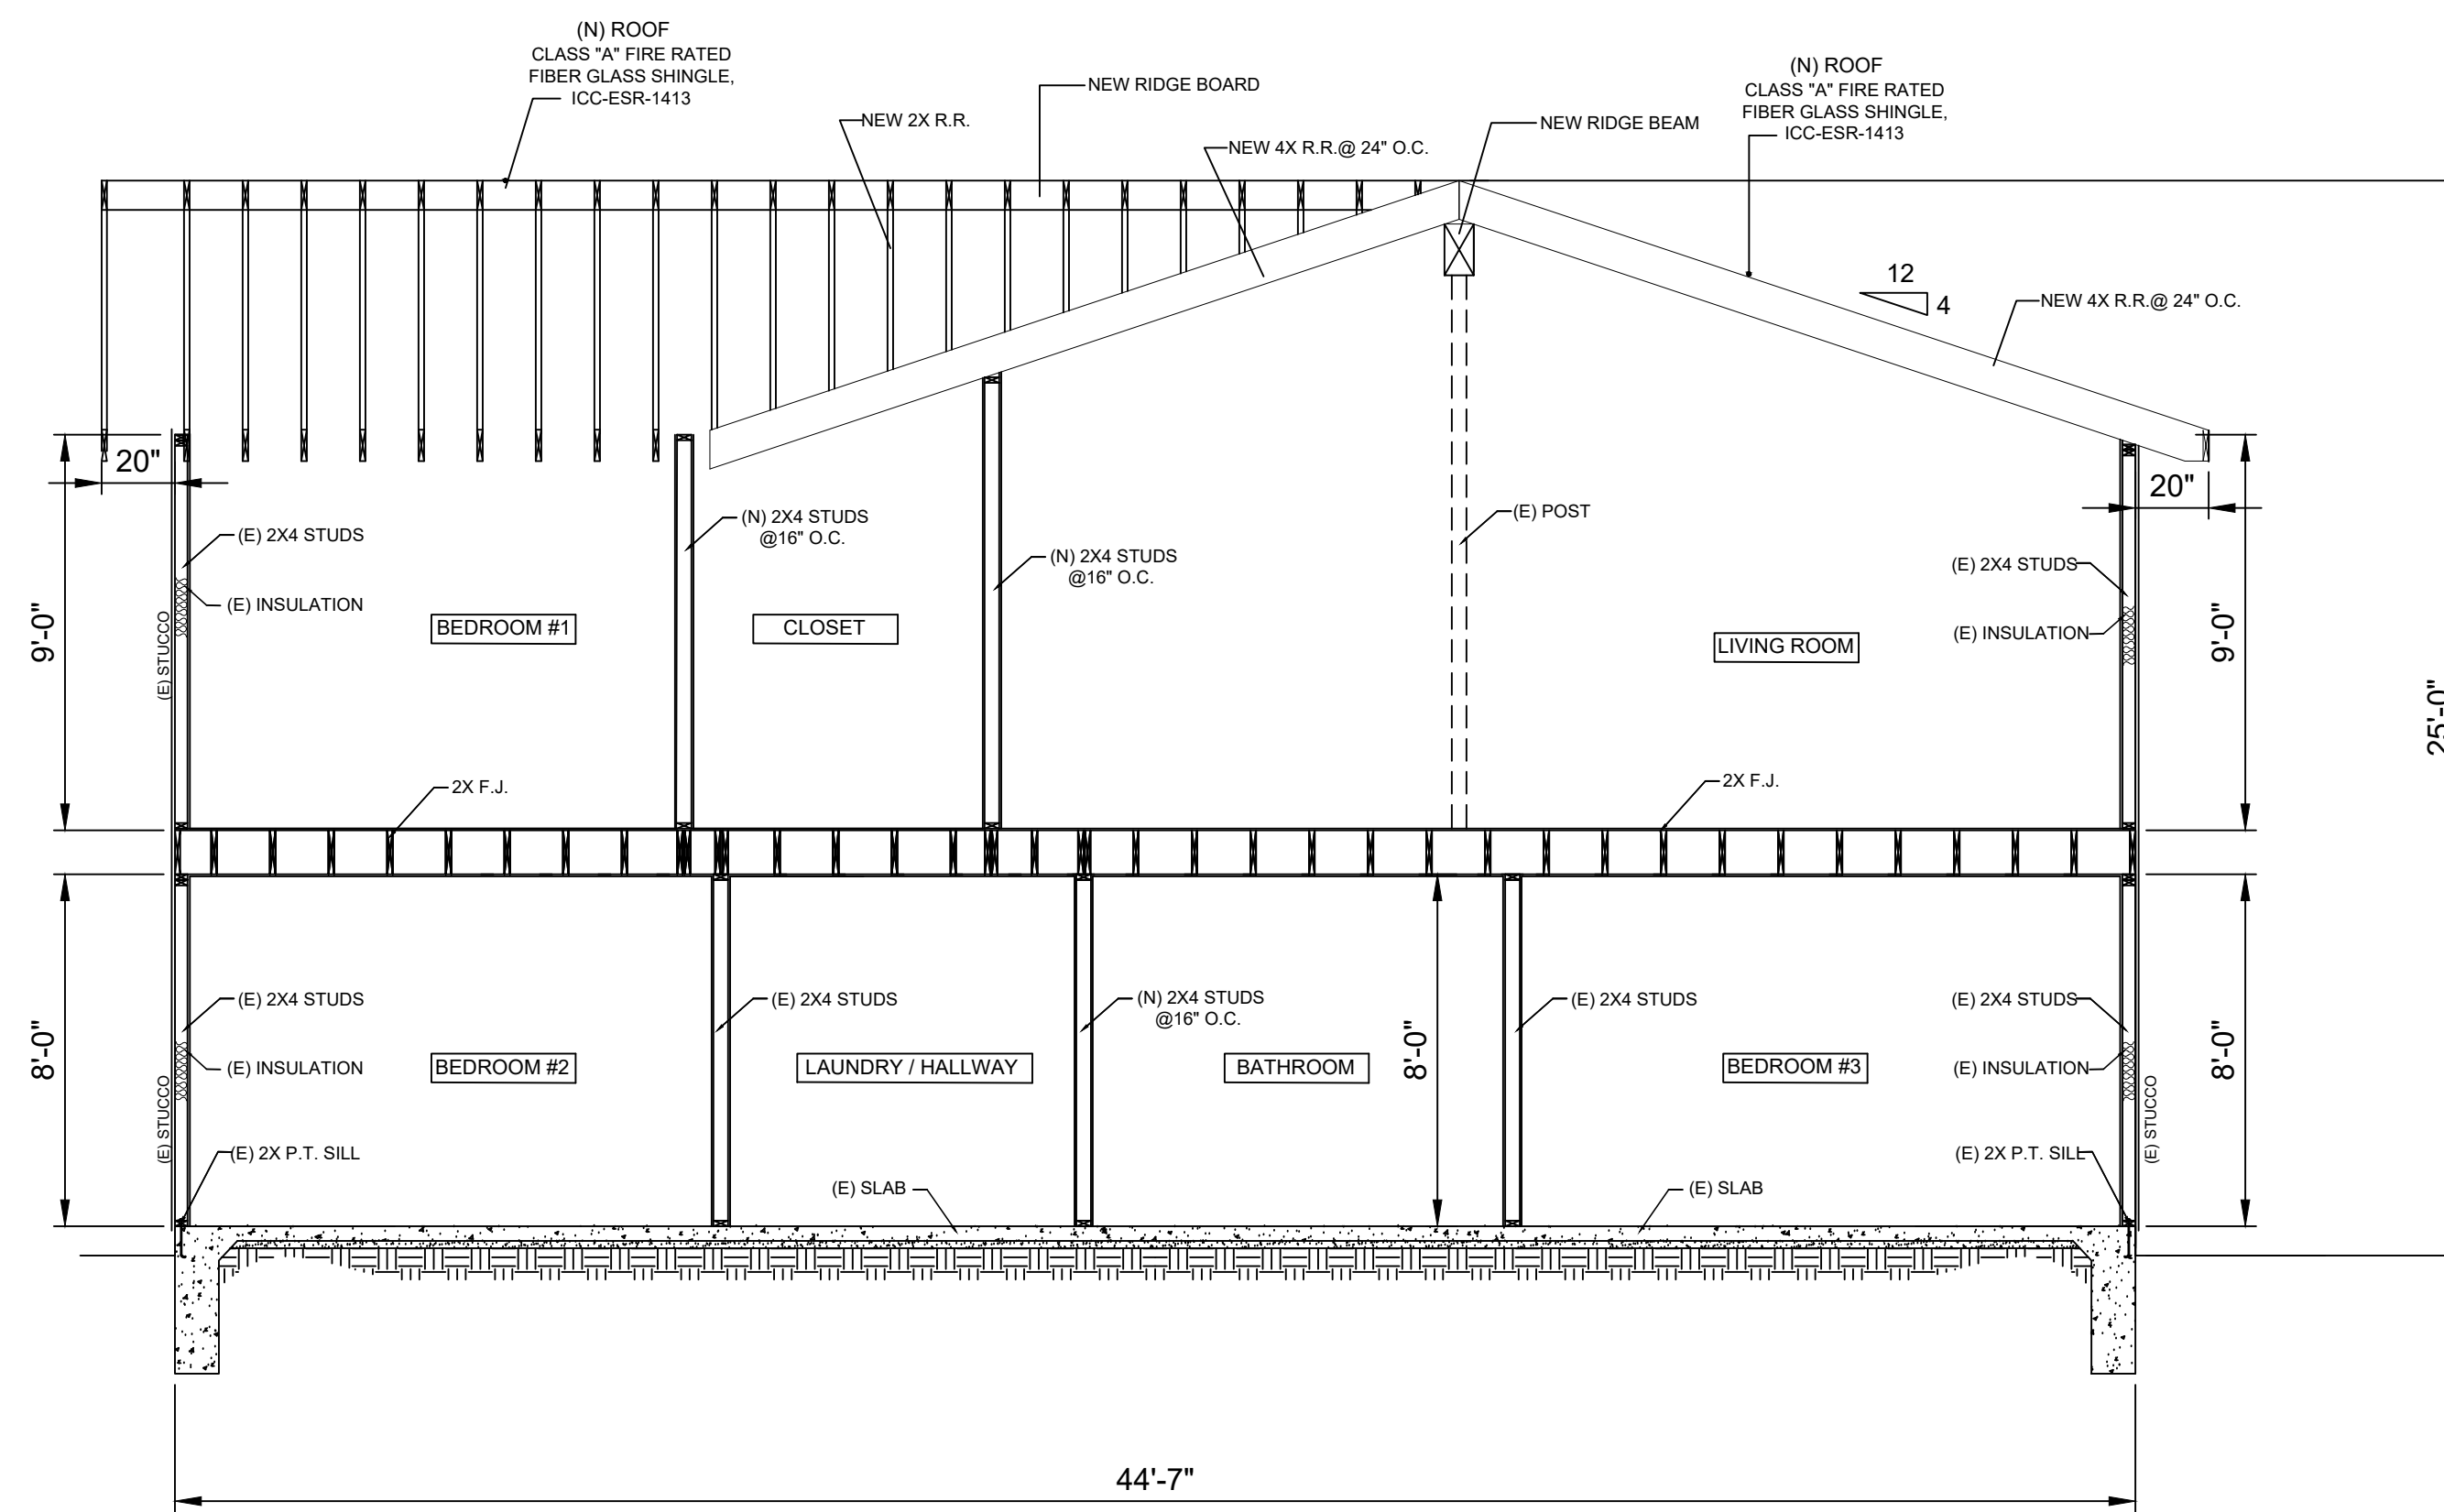 (N) ROOF
CLASS "A" FIRE RATED
FIBER GLASS SHINGLE,
ICC-ESR-1413
NEW RIDGE BOARD
NEW 2X R.R.
NEW 4X R.R.@ 24" O.C.
NEW RIDGE BEAM
(N) ROOF
CLASS "A" FIRE RATED
FIBER GLASS SHINGLE,
ICC-ESR-1413
12
4
NEW 4X R.R.@ 24" O.C.
20"
20"
(E) 2X4 STUDS
(N) 2X4 STUDS
@16" O.C.
(N) 2X4 STUDS
@16" O.C.
(E) POST
(E) 2X4 STUDS
(E) INSULATION
(E) INSULATION
9'-0"
(E) STUCCO
BEDROOM #1
CLOSET
LIVING ROOM
9'-0"
25'-0"
2X F.J.
2X F.J.
(E) 2X4 STUDS
(E) 2X4 STUDS
(N) 2X4 STUDS
@16" O.C.
(E) 2X4 STUDS
(E) 2X4 STUDS
8'-0"
(E) INSULATION
BEDROOM #2
LAUNDRY / HALLWAY
BATHROOM
8'-0"
BEDROOM #3
(E) INSULATION
8'-0"
(E) STUCCO
(E) STUCCO
(E) 2X P.T. SILL
(E) 2X P.T. SILL
(E) SLAB
(E) SLAB
44'-7"